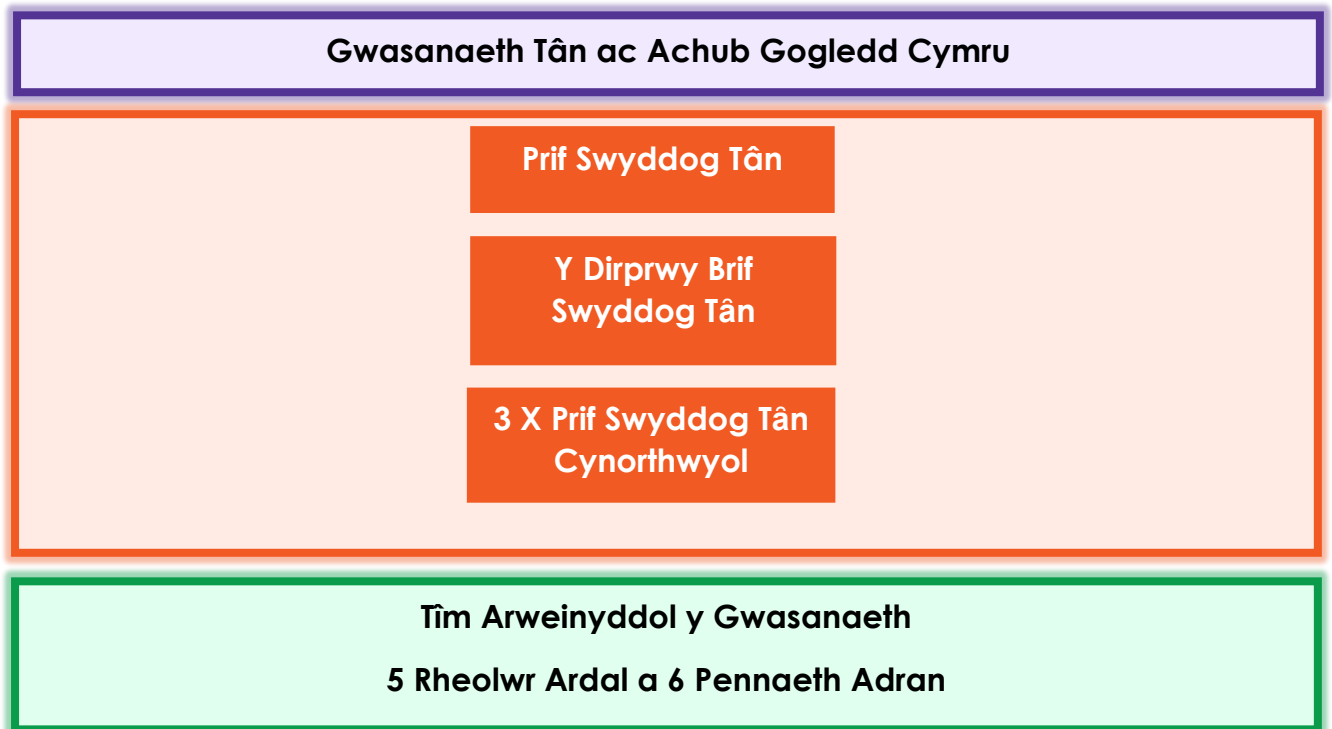 Gwasanaeth Tân ac Achub Gogledd Cymru
Prif Swyddog Tân
Y Dirprwy Brif
Swyddog Tân
3 X Prif Swyddog Tân
Cynorthwyol
Tîm Arweinyddol y Gwasanaeth
5 Rheolwr Ardal a 6 Pennaeth Adran